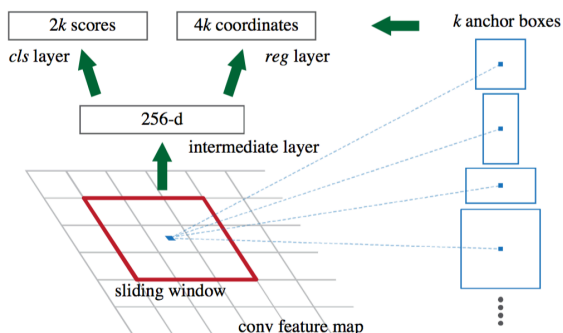 2k scores
4k coordinates
k anchor boxes
cls layer
reg layer
256-d
intermediate layer
sliding window
conv feature map